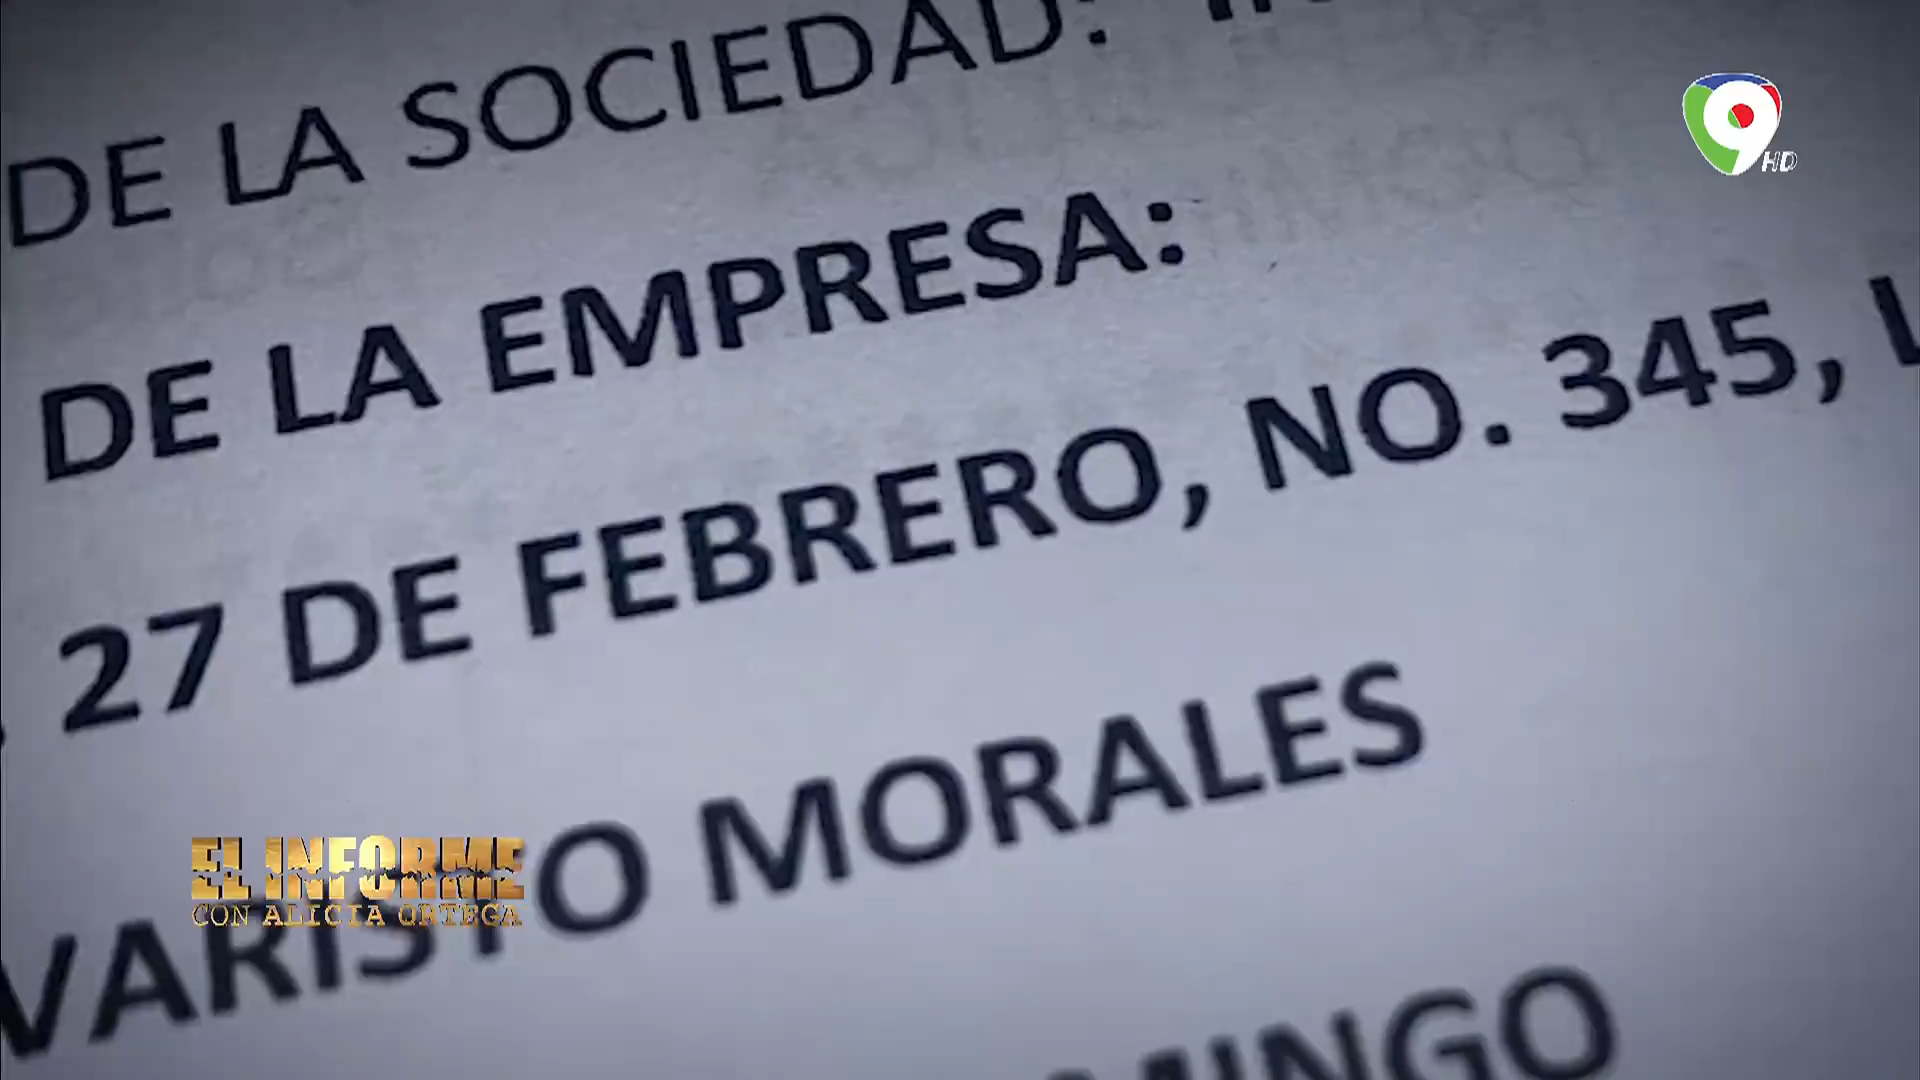 DE LA SOCIEDAD:
DE LA EMPRESA:
27 DE FEBRERO, NO. 345,
VARISTO MORALES
MINGO
EL INFORME
CON ALICIA ORTEGA
9
HD